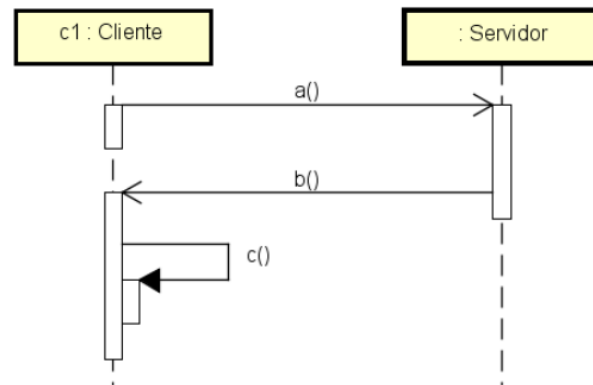 c1 : Cliente
: Servidor
a()
b()
c()